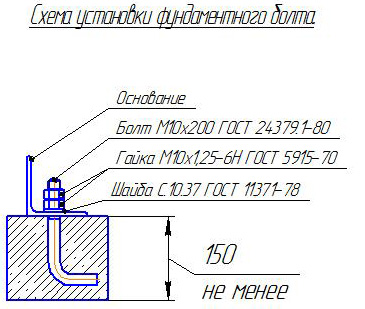 Схема установки фундаментного болта
Основание
Болт М10х200 ГОСТ 24379.1-80
Гайка М10х1,25-6Н ГОСТ 5915-70
Шайба С.10.37 ГОСТ 11371-78
150
не менее